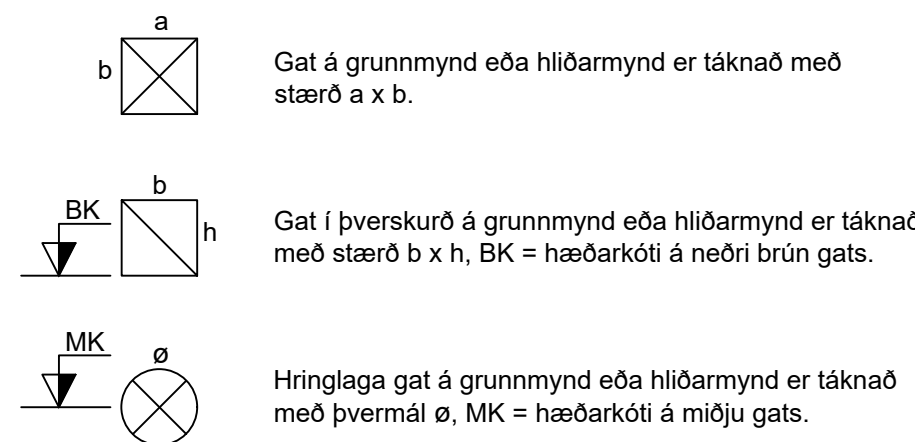 a
b
Gat á grunnmynd eða hliðarmynd er táknað með
stærð a x b.
b
BK
h
Gat í þverskurð á grunnmynd eða hliðarmynd er táknað
með stærð b x h, BK = hæðarkóti á neðri brún gats.
MK
ø
Hringlaga gat á grunnmynd eða hliðarmynd er táknað
með þvermál ø, MK = hæðarkóti á miðju gats.